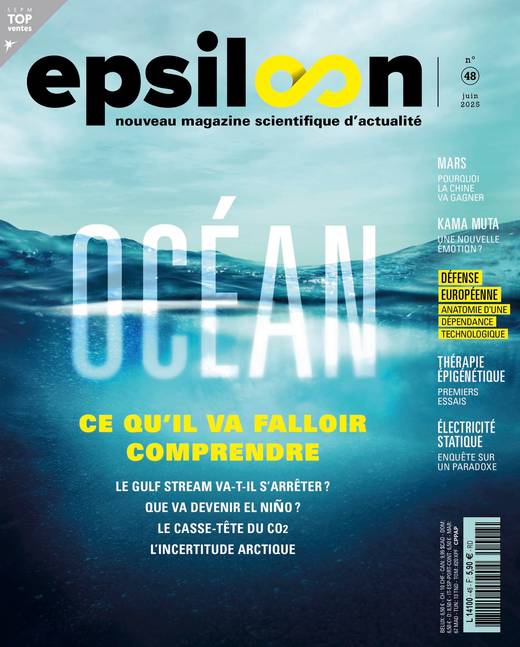 SEPM
TOP
ventes
epsiloon
nouveau magazine scientifique d'actualité
n°
48
juin
2025
MARS
POURQUOI
LA CHINE
VA GAGNER
KAMA MUTA
UNE NOUVELLE
ÉMOTION ?
DÉFENSE
EUROPÉENNE
ANATOMIE D'UNE
DÉPENDANCE
TECHNOLOGIQUE
THÉRAPIE
ÉPIGÉNÉTIQUE
PREMIERS
ESSAIS
ÉLECTRICITÉ
STATIQUE
ENQUÊTE SUR
UN PARADOXE
OCÉAN
CE QU'IL VA FALLOIR
COMPRENDRE
LE GULF STREAM VA-T-IL S'ARRÊTER ?
QUE VA DEVENIR EL NIÑO ?
LE CASSE-TÊTE DU CO2
L'INCERTITUDE ARCTIQUE
L 14100 - 48 - F: 5,90 € - RD